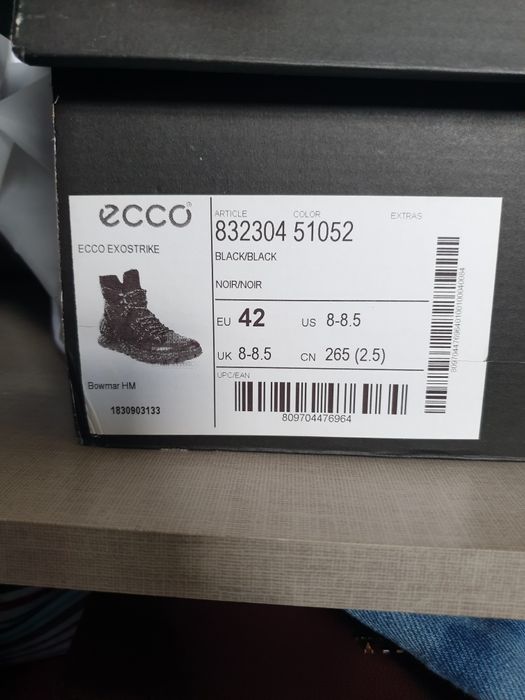 ecco
ECCO EXOSTRIKE
Bowmar HM
1830903133
ARTICLE COLOR EXTRAS
832304 51052
BLACK/BLACK
NOIR/NOIR
EU 42 US 8-8.5
UK 8-8.5 CN 265 (2.5)
UPC/EAN
809704476964